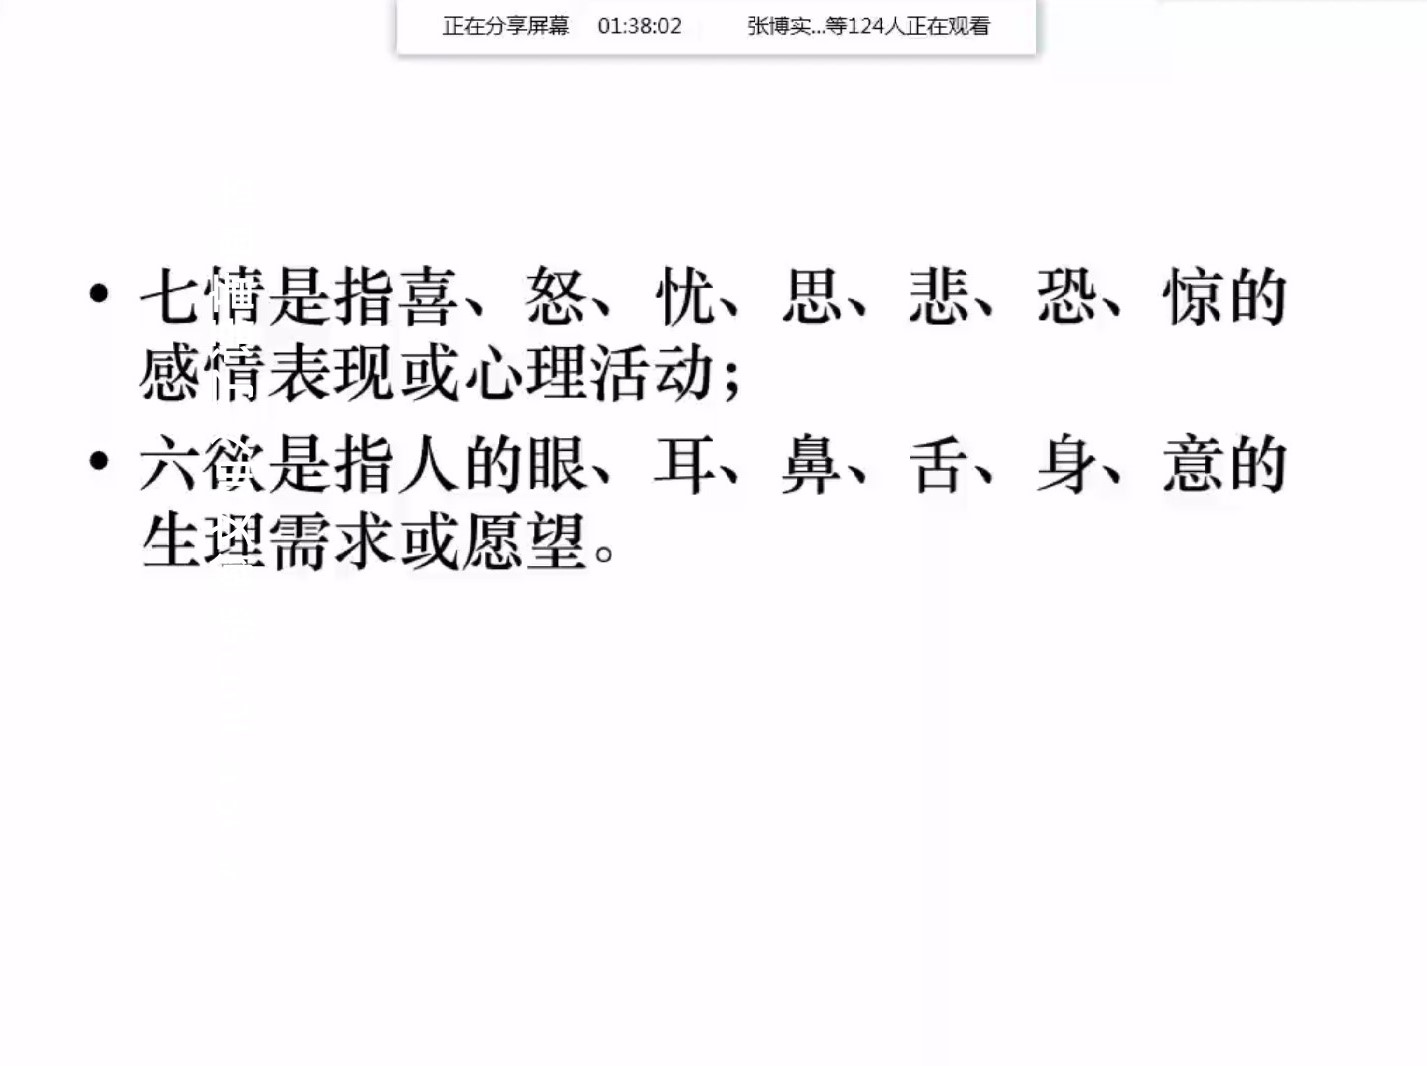 正在分享屏幕 01:38:02 张博实...等124人正在观看
• 七情是指喜、怒、忧、思、悲、恐、惊的
感情表现或心理活动；
• 六欲是指人的眼、耳、鼻、舌、身、意的
生理需求或愿望。